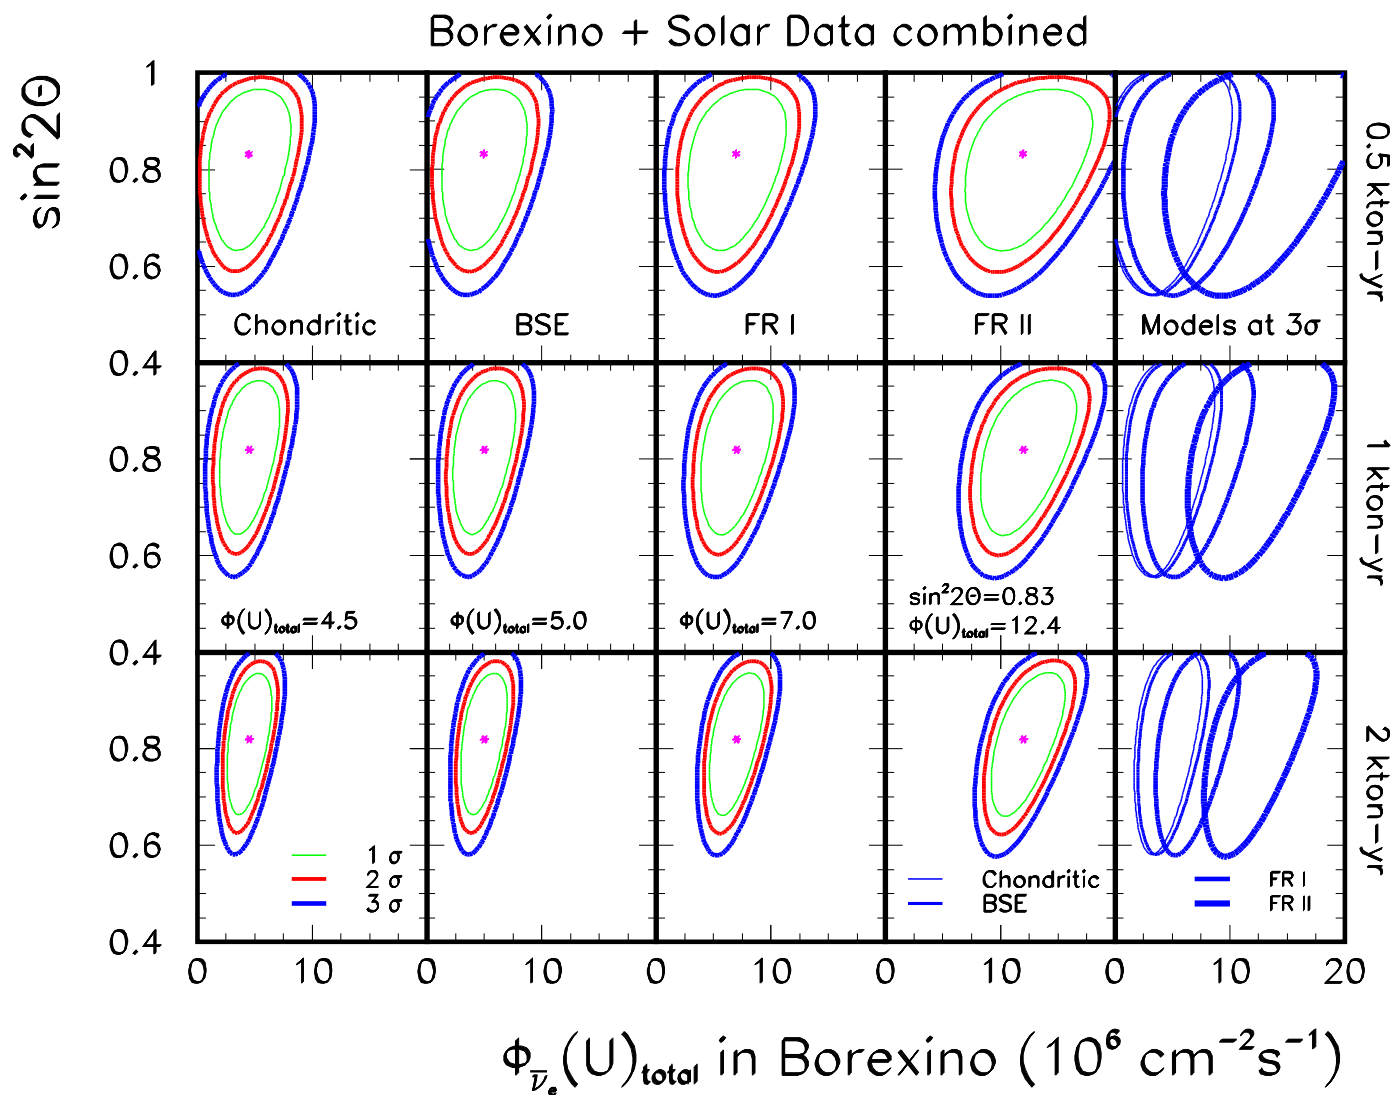 Borexino + Solar Data combined
sin²2Θ
1
0.8
0.6
0.4
0.8
0.6
0.4
0.8
0.6
0.4
Chondritic
BSE
FR I
FR II
Models at 3σ
0.5 kton-yr
Φ(U)total=4.5
Φ(U)total=5.0
Φ(U)total=7.0
sin²2Θ=0.83
Φ(U)total=12.4
1 kton-yr
1 σ
2 σ
3 σ
Chondritic
BSE
FR I
FR II
2 kton-yr
0 10 0 10 0 10 0 10 0 10 20
Φν̅e(U)total in Borexino (10⁶ cm⁻²s⁻¹)